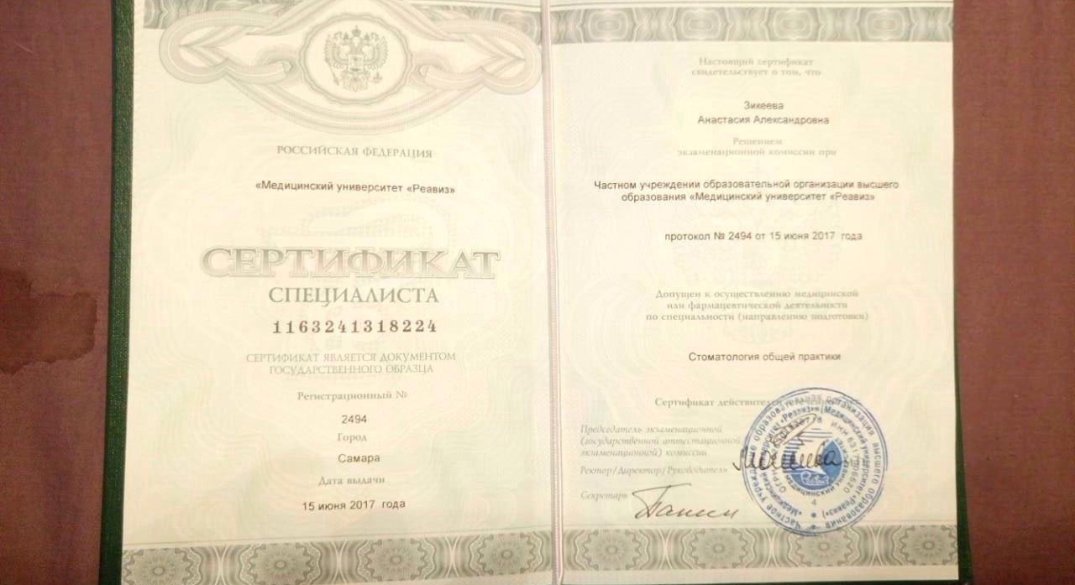 РОССИЙСКАЯ ФЕДЕРАЦИЯ
«Медицинский университет «Реавиз»
СЕРТИФИКАТ
СПЕЦИАЛИСТА
1163241318224
СЕРТИФИКАТ ЯВЛЯЕТСЯ ДОКУМЕНТОМ
ГОСУДАРСТВЕННОГО ОБРАЗЦА
Регистрационный №
2494
Город
Самара
Дата выдачи
15 июня 2017 года
Настоящий сертификат
свидетельствует о том, что
Зикеева
Анастасия Александровна
Решением
экзаменационной комиссии при
Частном учреждении образовательной организации высшего
образования «Медицинский университет «Реавиз»
протокол № 2494 от 15 июня 2017 года
Допущен к осуществлению медицинской
или фармацевтической деятельности
по специальности (направлению подготовки)
Стоматология общей практики
Сертификат действителен
Председатель экзаменационной
(государственной аттестационной,
экзаменационной) комиссии
Ректор/Директор/Руководитель
Секретарь